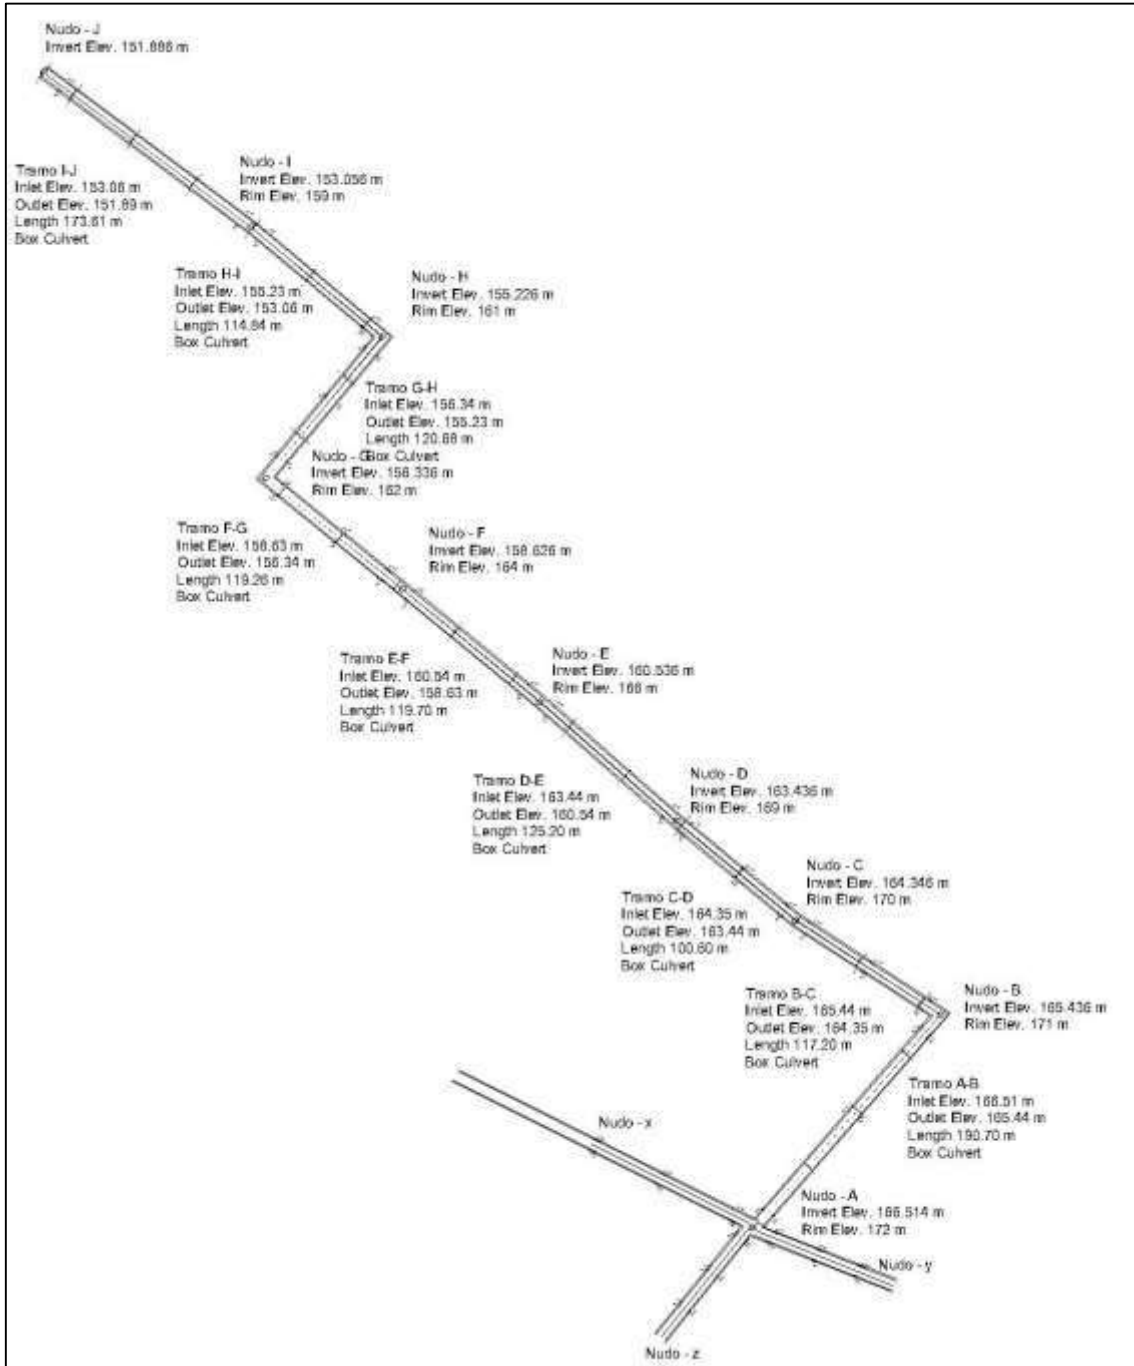 Nudo - J
Invert Elev. 151.886 m
Tramo I-J
Inlet Elev. 153.06 m
Outlet Elev. 151.89 m
Length 173.61 m
Box Culvert
Nudo - I
Invert Elev. 153.056 m
Rim Elev. 159 m
Tramo H-I
Inlet Elev. 155.23 m
Outlet Elev. 153.06 m
Length 114.84 m
Box Culvert
Nudo - H
Invert Elev. 155.226 m
Rim Elev. 161 m
Tramo G-H
Inlet Elev. 156.34 m
Outlet Elev. 155.23 m
Length 120.88 m
Box Culvert
Nudo - G
Invert Elev. 156.336 m
Rim Elev. 162 m
Tramo F-G
Inlet Elev. 158.63 m
Outlet Elev. 156.34 m
Length 119.26 m
Box Culvert
Nudo - F
Invert Elev. 158.626 m
Rim Elev. 164 m
Tramo E-F
Inlet Elev. 160.54 m
Outlet Elev. 158.63 m
Length 119.70 m
Box Culvert
Nudo - E
Invert Elev. 160.536 m
Rim Elev. 166 m
Tramo D-E
Inlet Elev. 163.44 m
Outlet Elev. 160.54 m
Length 125.20 m
Box Culvert
Nudo - D
Invert Elev. 163.436 m
Rim Elev. 169 m
Tramo C-D
Inlet Elev. 164.35 m
Outlet Elev. 163.44 m
Length 100.60 m
Box Culvert
Nudo - C
Invert Elev. 164.346 m
Rim Elev. 170 m
Tramo B-C
Inlet Elev. 165.44 m
Outlet Elev. 164.35 m
Length 117.20 m
Box Culvert
Nudo - B
Invert Elev. 165.436 m
Rim Elev. 171 m
Tramo A-B
Inlet Elev. 166.51 m
Outlet Elev. 165.44 m
Length 190.70 m
Box Culvert
Nudo - x
Nudo - A
Invert Elev. 166.514 m
Rim Elev. 172 m
Nudo - y
Nudo - z